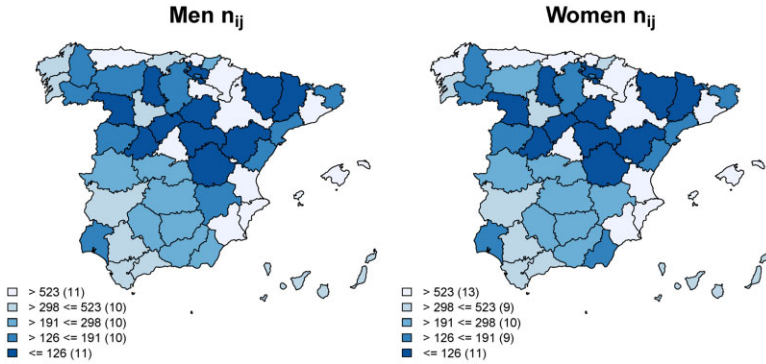 Men nij
Women nij
> 523 (11)
> 298 <= 523 (10)
> 191 <= 298 (10)
> 126 <= 191 (10)
<= 126 (11)
> 523 (13)
> 298 <= 523 (9)
> 191 <= 298 (10)
> 126 <= 191 (9)
<= 126 (11)